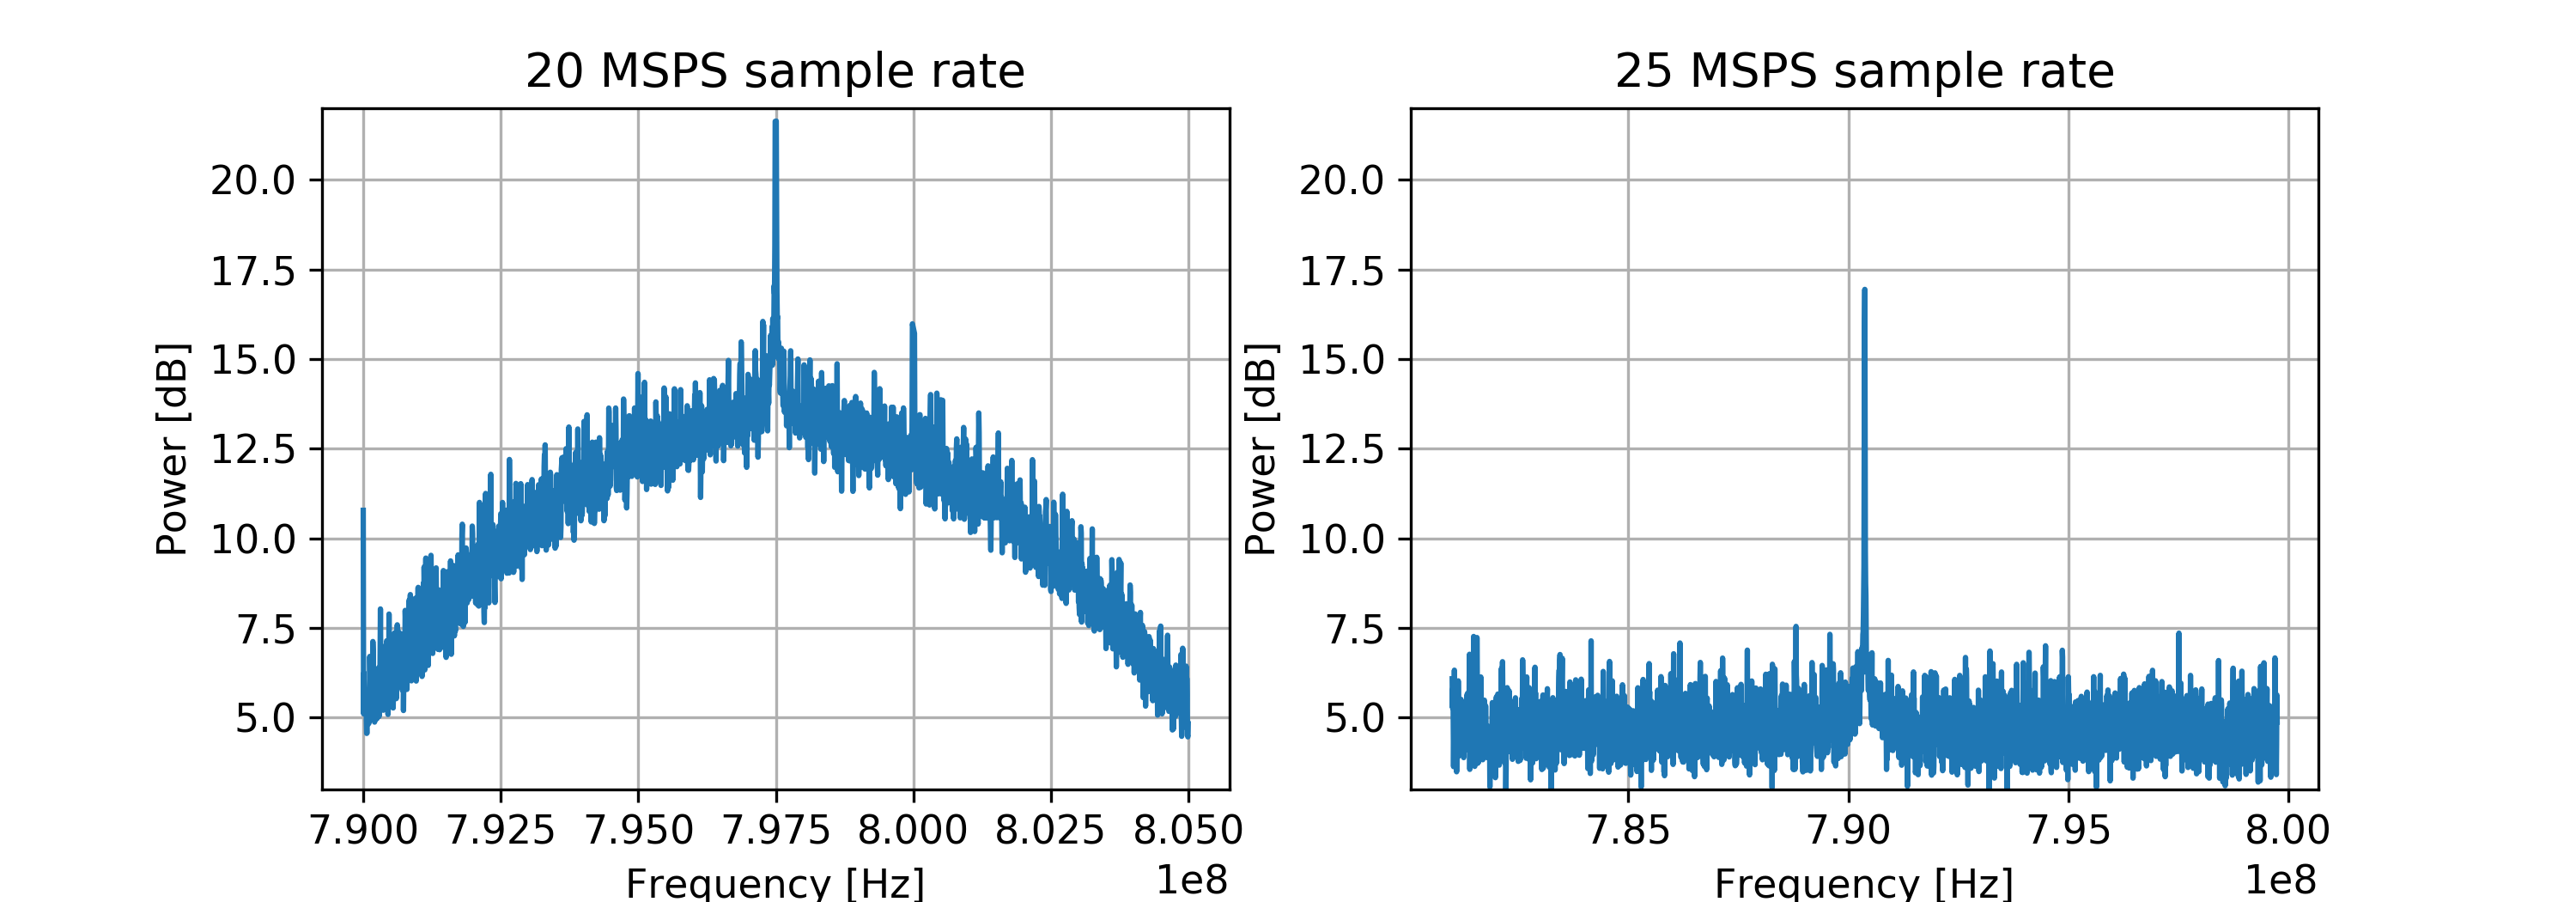 20 MSPS sample rate
Power [dB]
20.0
17.5
15.0
12.5
10.0
7.5
5.0
7.900 7.925 7.950 7.975 8.000 8.025 8.050
1e8
Frequency [Hz]
25 MSPS sample rate
Power [dB]
20.0
17.5
15.0
12.5
10.0
7.5
5.0
7.85 7.90 7.95 8.00
1e8
Frequency [Hz]